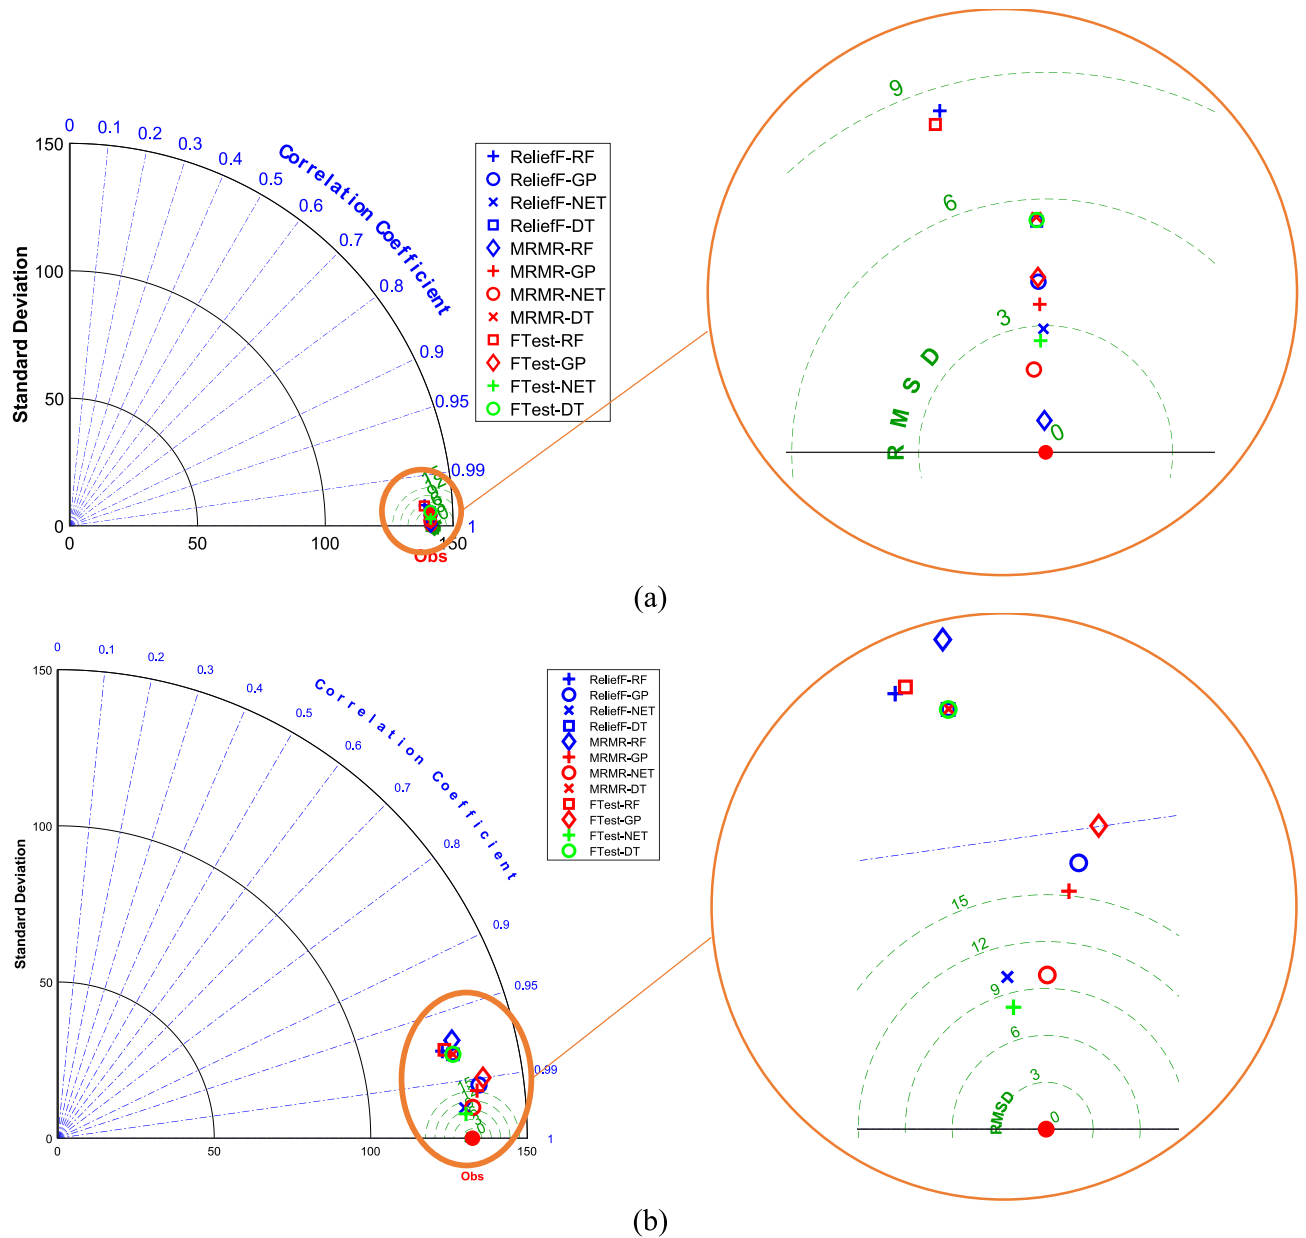 0
0.1
0.2
0.3
0.4
0.5
0.6
0.7
0.8
0.9
0.95
0.99
1
Correlation Coefficient
Standard Deviation
150
100
50
0
0
50
100
150
Obs
ReliefF-RF
ReliefF-GP
ReliefF-NET
ReliefF-DT
MRMR-RF
MRMR-GP
MRMR-NET
MRMR-DT
FTest-RF
FTest-GP
FTest-NET
FTest-DT
9
6
3
0
RMSD
(a)
0
0.1
0.2
0.3
0.4
0.5
0.6
0.7
0.8
0.9
0.95
0.99
1
Correlation Coefficient
Standard Deviation
150
100
50
0
0
50
100
150
Obs
ReliefF-RF
ReliefF-GP
ReliefF-NET
ReliefF-DT
MRMR-RF
MRMR-GP
MRMR-NET
MRMR-DT
FTest-RF
FTest-GP
FTest-NET
FTest-DT
15
12
9
6
3
0
RMSD
(b)